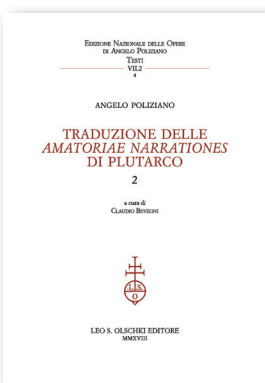 Edizione Nazionale delle Opere
di Angelo Poliziano
Testi
VII.2
4
ANGELO POLIZIANO
TRADUZIONE DELLE
AMATORIAE NARRATIONES
DI PLUTARCO
2
a cura di
Claudio Bevegni
L S
O
LEO S. OLSCHKI EDITORE
MMXVIII